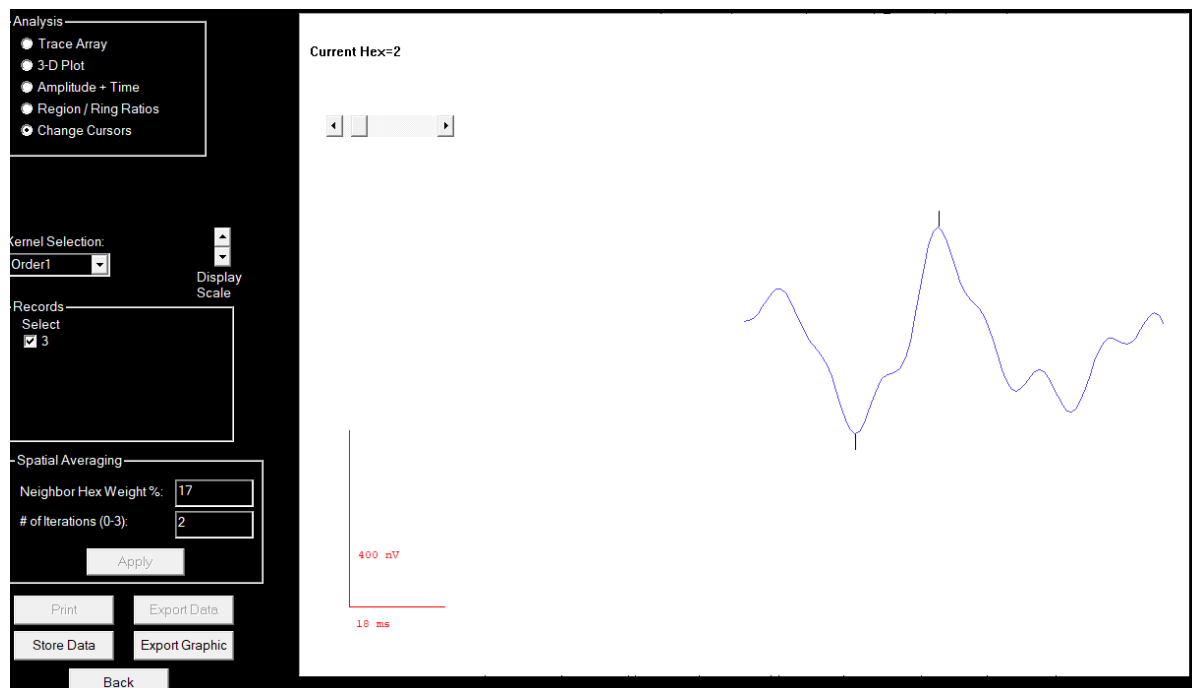 Analysis
Trace Array
3-D Plot
Amplitude + Time
Region / Ring Ratios
Change Cursors
Kernel Selection:
Order1
Display
Scale
Records
Select
3
Spatial Averaging
Neighbor Hex Weight %: 17
# of Iterations (0-3): 2
Apply
Print Export Data
Store Data Export Graphic
Back
Current Hex=2
400 nV
18 ms